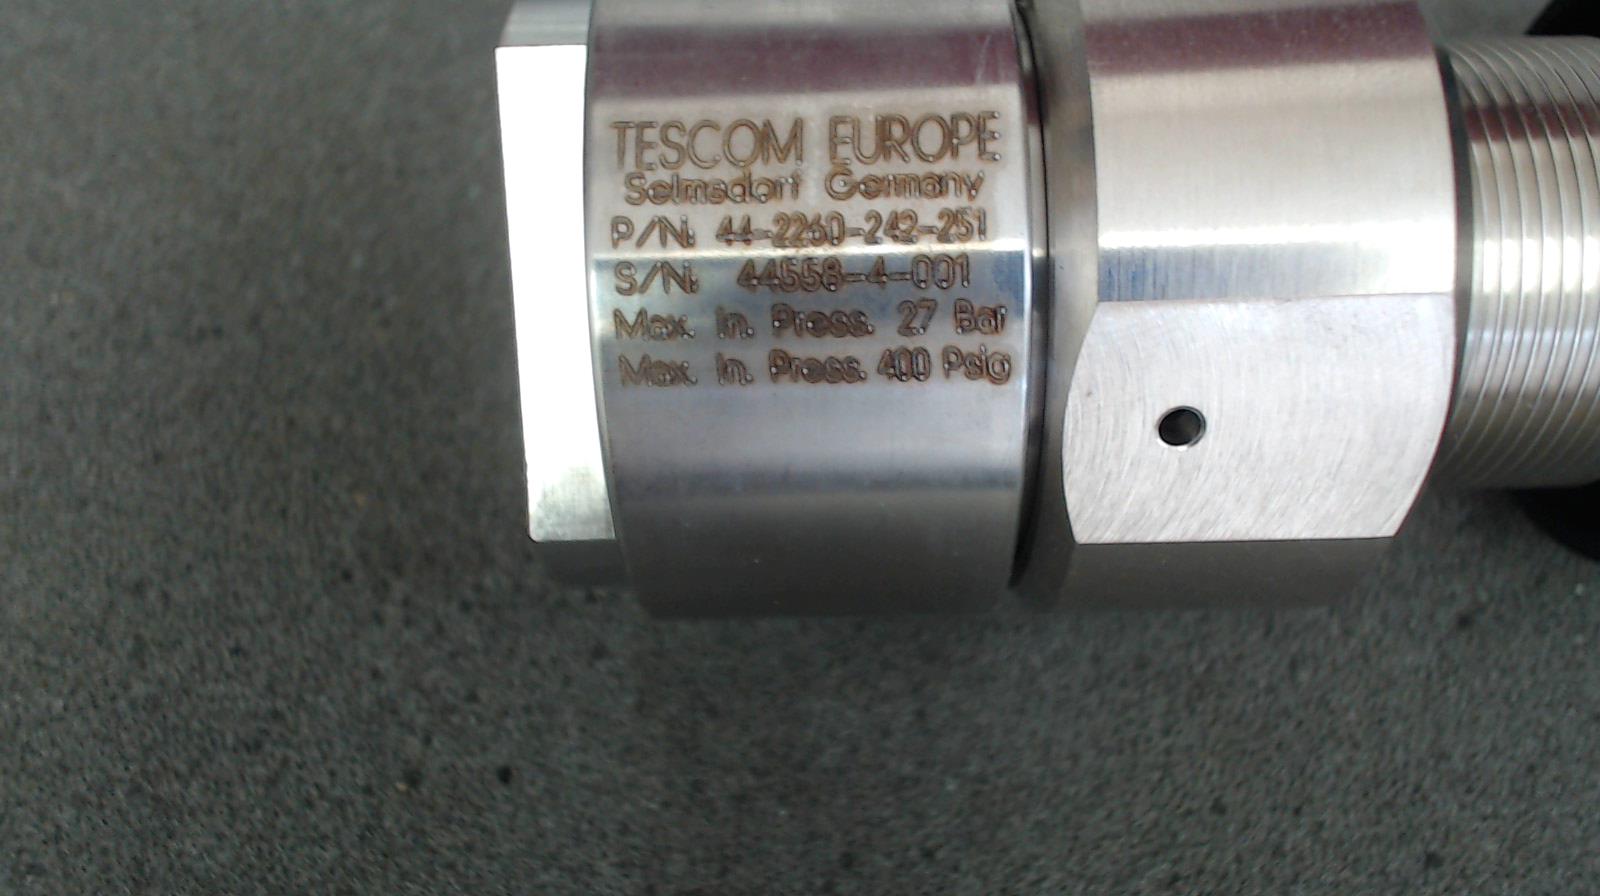 TESCOM EUROPE
Selmsdorf Germany
P/N: 44-2260-242-251
S/N: 44558-4-001
Max. In. Press. 27 Bar
Max. In. Press. 400 Psig